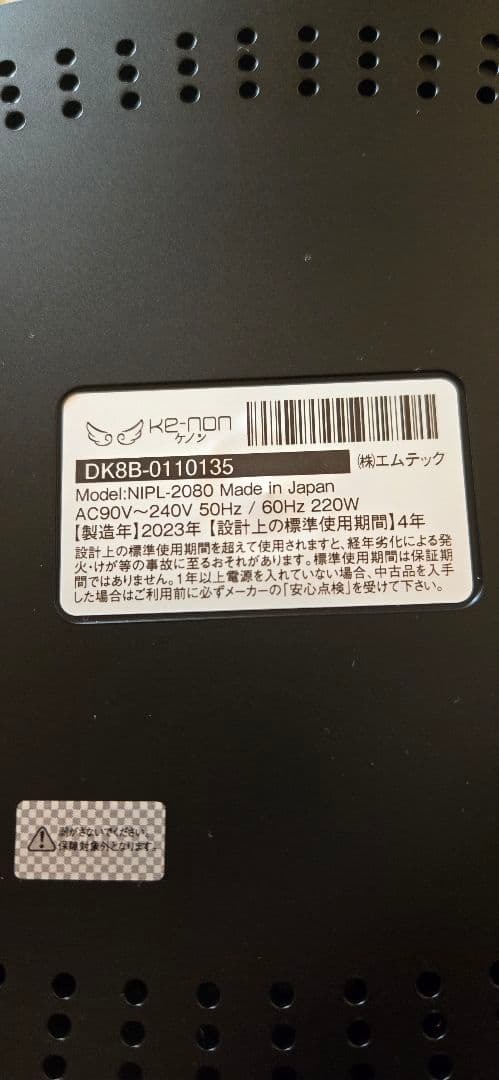 ke-non
ケノン
DK8B-0110135
(株)エムテック
Model:NIPL-2080 Made in Japan
AC90V～240V 50Hz / 60Hz 220W
【製造年】2023年【設計上の標準使用期間】4年
設計上の標準使用期間を超えて使用されますと、経年劣化による発
火・けが等の事故に至るおそれがあります。標準使用期間は保証期
間ではありません。1年以上電源を入れていない場合、中古品を入手
した場合はご利用前に必ずメーカーの「安心点検」を受けて下さい。
剥がさないでください。
保障対象外となります。